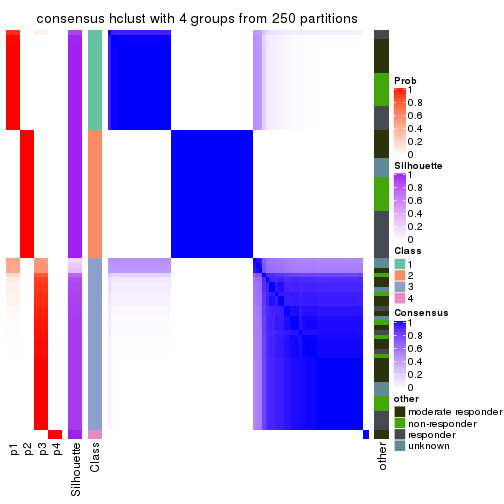 consensus hclust with 4 groups from 250 partitions
Prob
1
0.8
0.6
0.4
0.2
0
Silhouette
1
0.8
0.6
0.4
0.2
0
Class
1
2
3
4
Consensus
1
0.8
0.6
0.4
0.2
0
other
moderate responder
non-responder
responder
unknown
p1
p2
p3
p4
Silhouette
Class
other